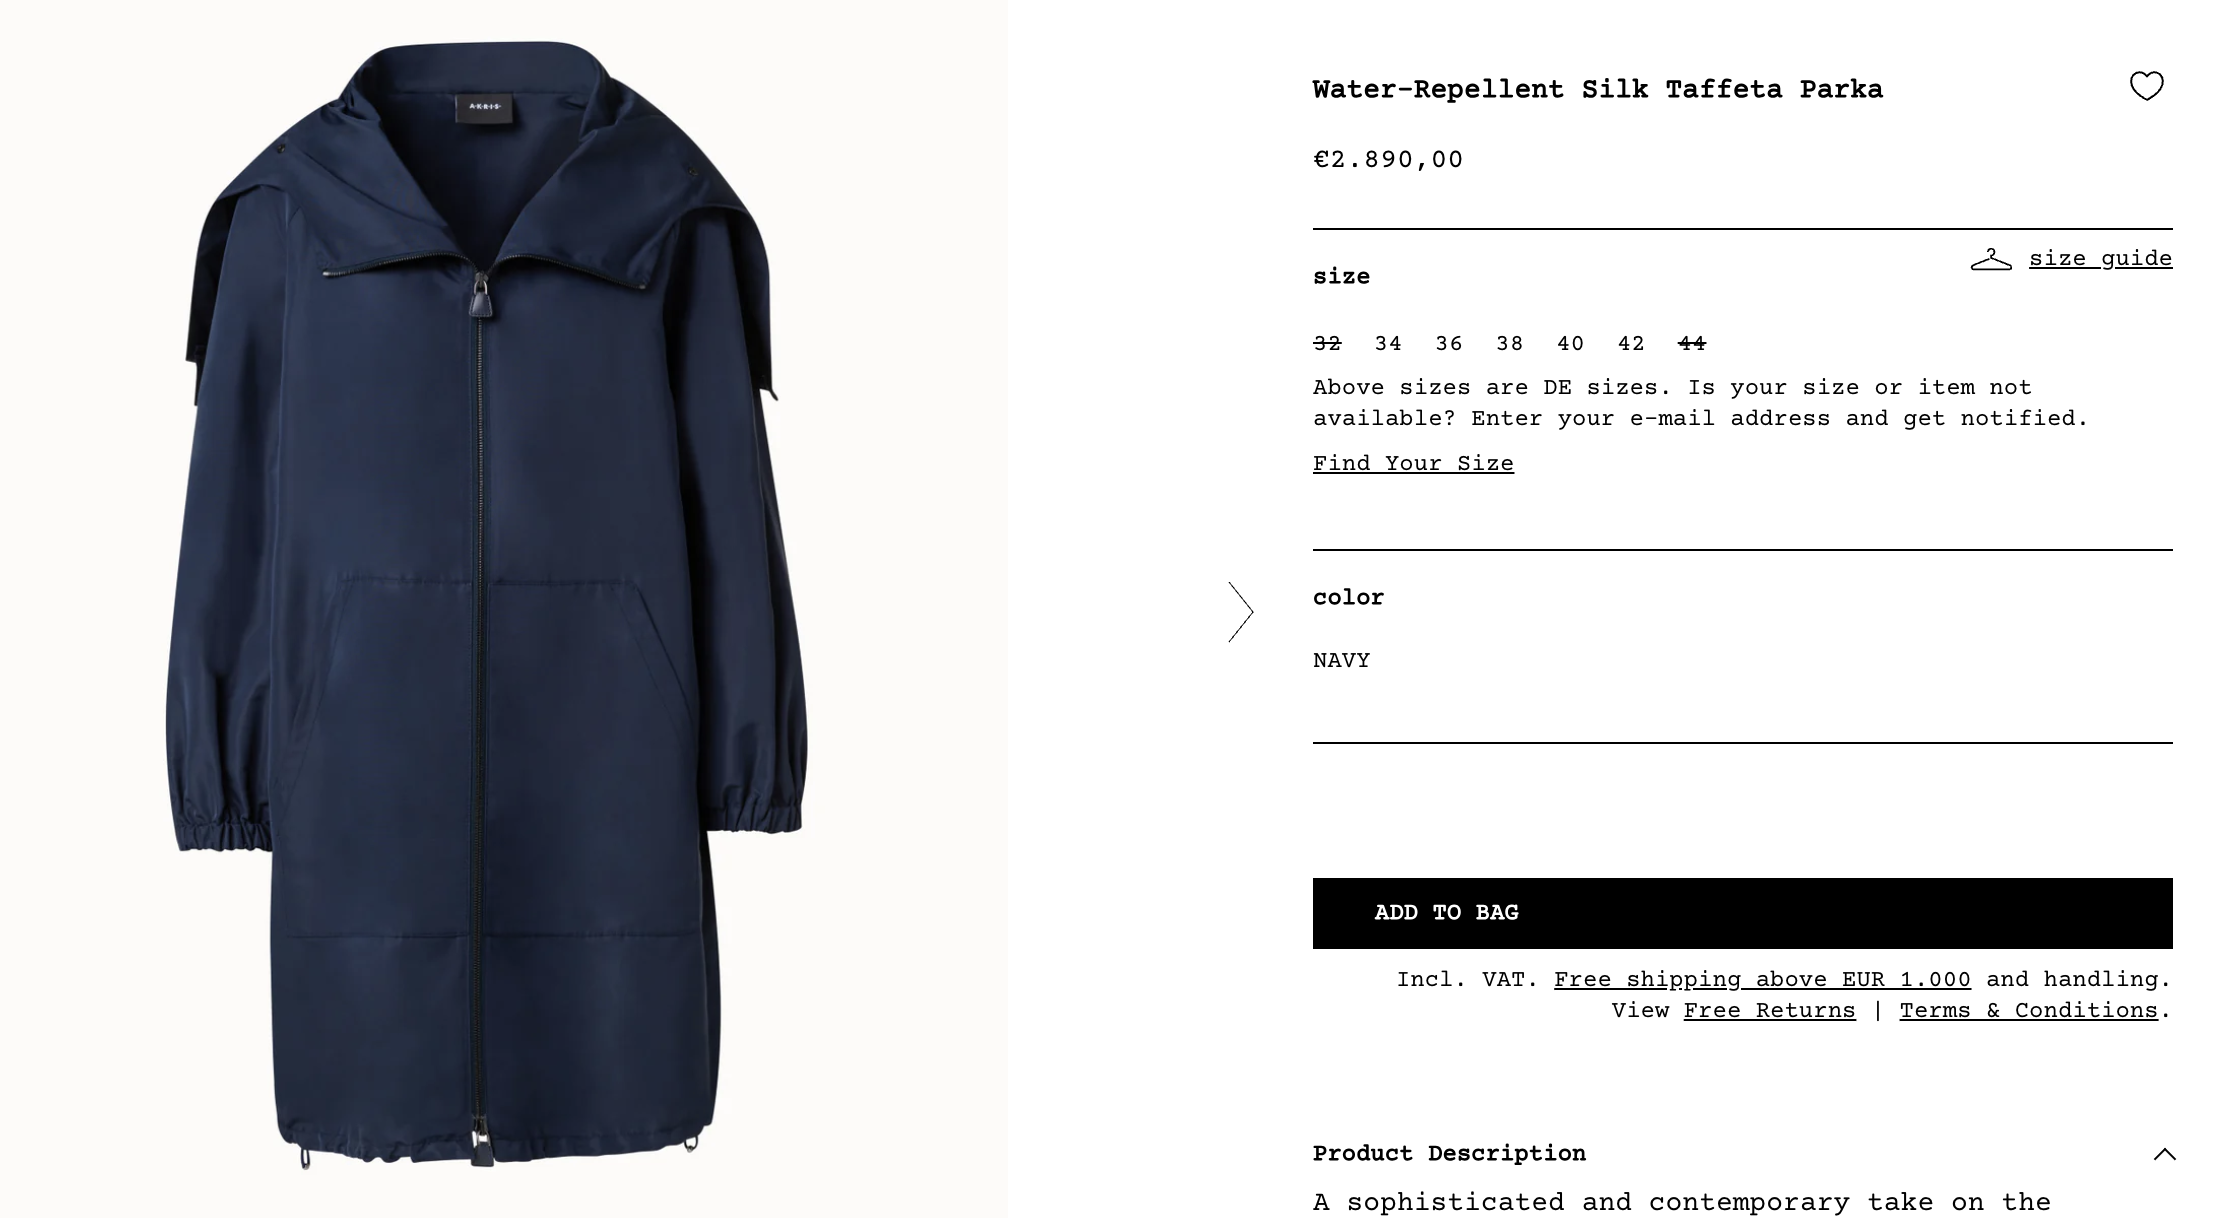 A-K-R-I-S-
Water-Repellent Silk Taffeta Parka
€2.890,00
size guide
size
32 34 36 38 40 42 44
Above sizes are DE sizes. Is your size or item not
available? Enter your e-mail address and get notified.
Find Your Size
color
NAVY
ADD TO BAG
Incl. VAT. Free shipping above EUR 1.000 and handling.
View Free Returns | Terms & Conditions.
Product Description
A sophisticated and contemporary take on the